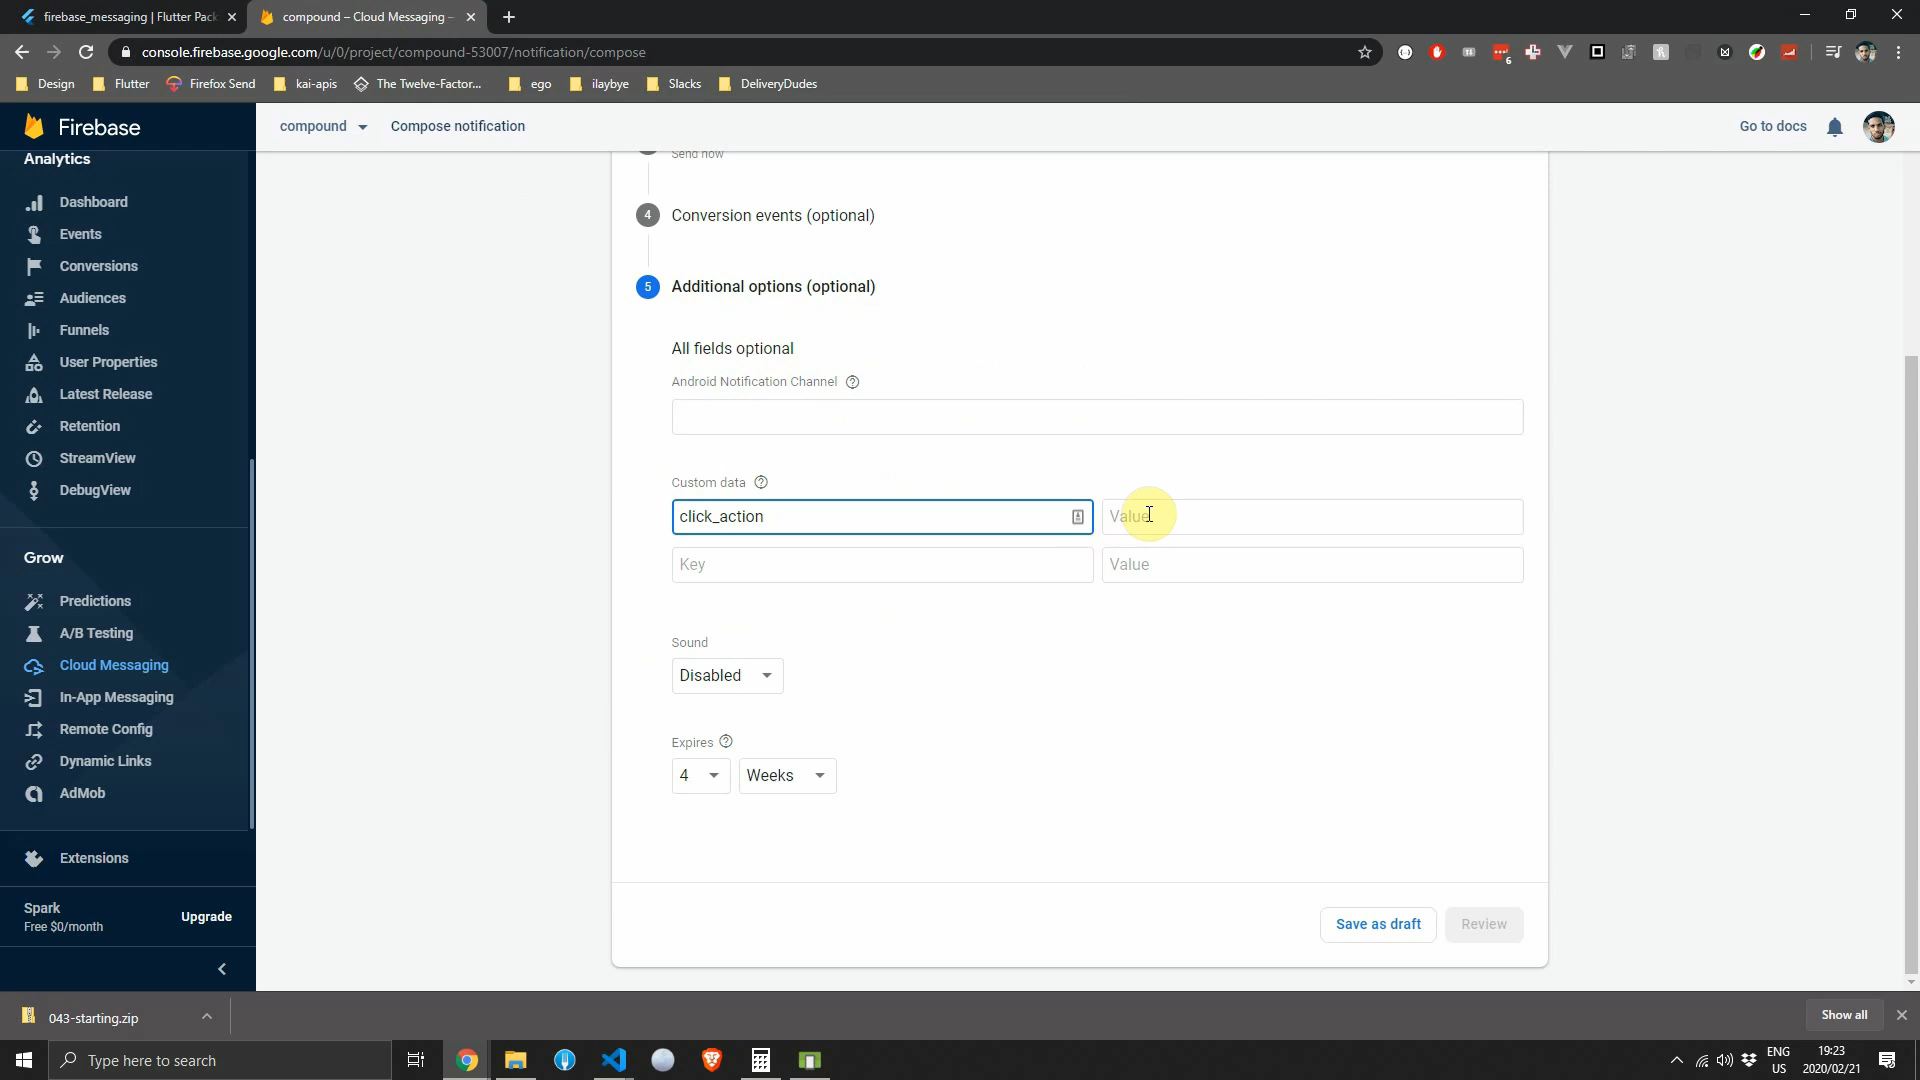 firebase_messaging | Flutter Pack
compound – Cloud Messaging –
console.firebase.google.com/u/0/project/compound-53007/notification/compose
6
Design
Flutter
Firefox Send
kai-apis
The Twelve-Factor...
ego
ilaybye
Slacks
DeliveryDudes
Firebase
compound
Compose notification
Go to docs
Analytics
Dashboard
Events
Conversions
Audiences
Funnels
User Properties
Latest Release
Retention
StreamView
DebugView
Grow
Predictions
A/B Testing
Cloud Messaging
In-App Messaging
Remote Config
Dynamic Links
AdMob
Extensions
Spark
Free $0/month
Upgrade
Send now
4 Conversion events (optional)
5 Additional options (optional)
All fields optional
Android Notification Channel
Custom data
click_action
Value
Key
Value
Sound
Disabled
Expires
4
Weeks
Save as draft
Review
043-starting.zip
Show all
Type here to search
ENG
US
19:23
2020/02/21